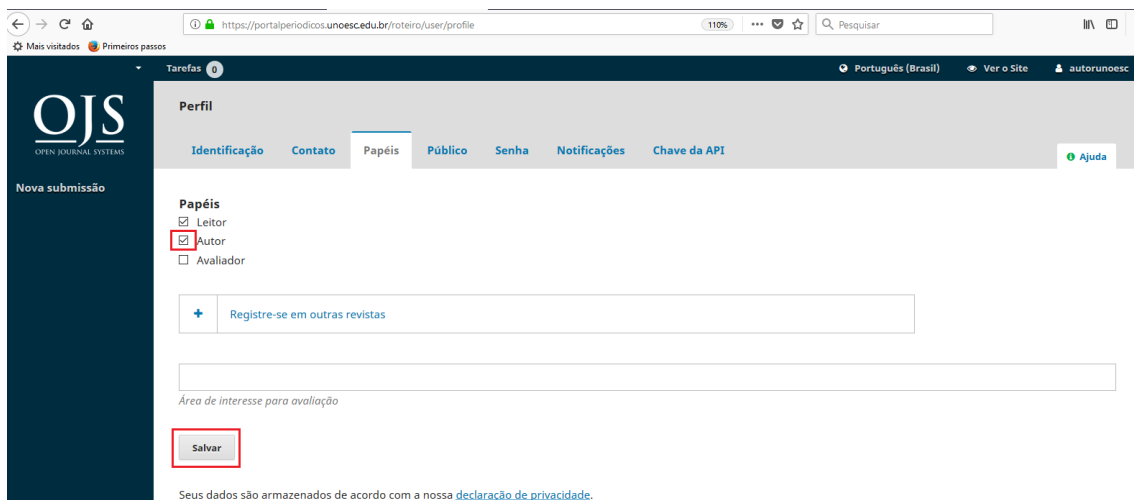 https://portalperiodicos.unoesc.edu.br/roteiro/user/profile
110%
Pesquisar
Mais visitados
Primeiros passos
Tarefas 0
Português (Brasil)
Ver o Site
autorunoesc
OJS
OPEN JOURNAL SYSTEMS
Nova submissão
Perfil
Identificação
Contato
Papéis
Público
Senha
Notificações
Chave da API
Ajuda
Papéis
Leitor
Autor
Avaliador
+ Registre-se em outras revistas
Área de interesse para avaliação
Salvar
Seus dados são armazenados de acordo com a nossa declaração de privacidade.